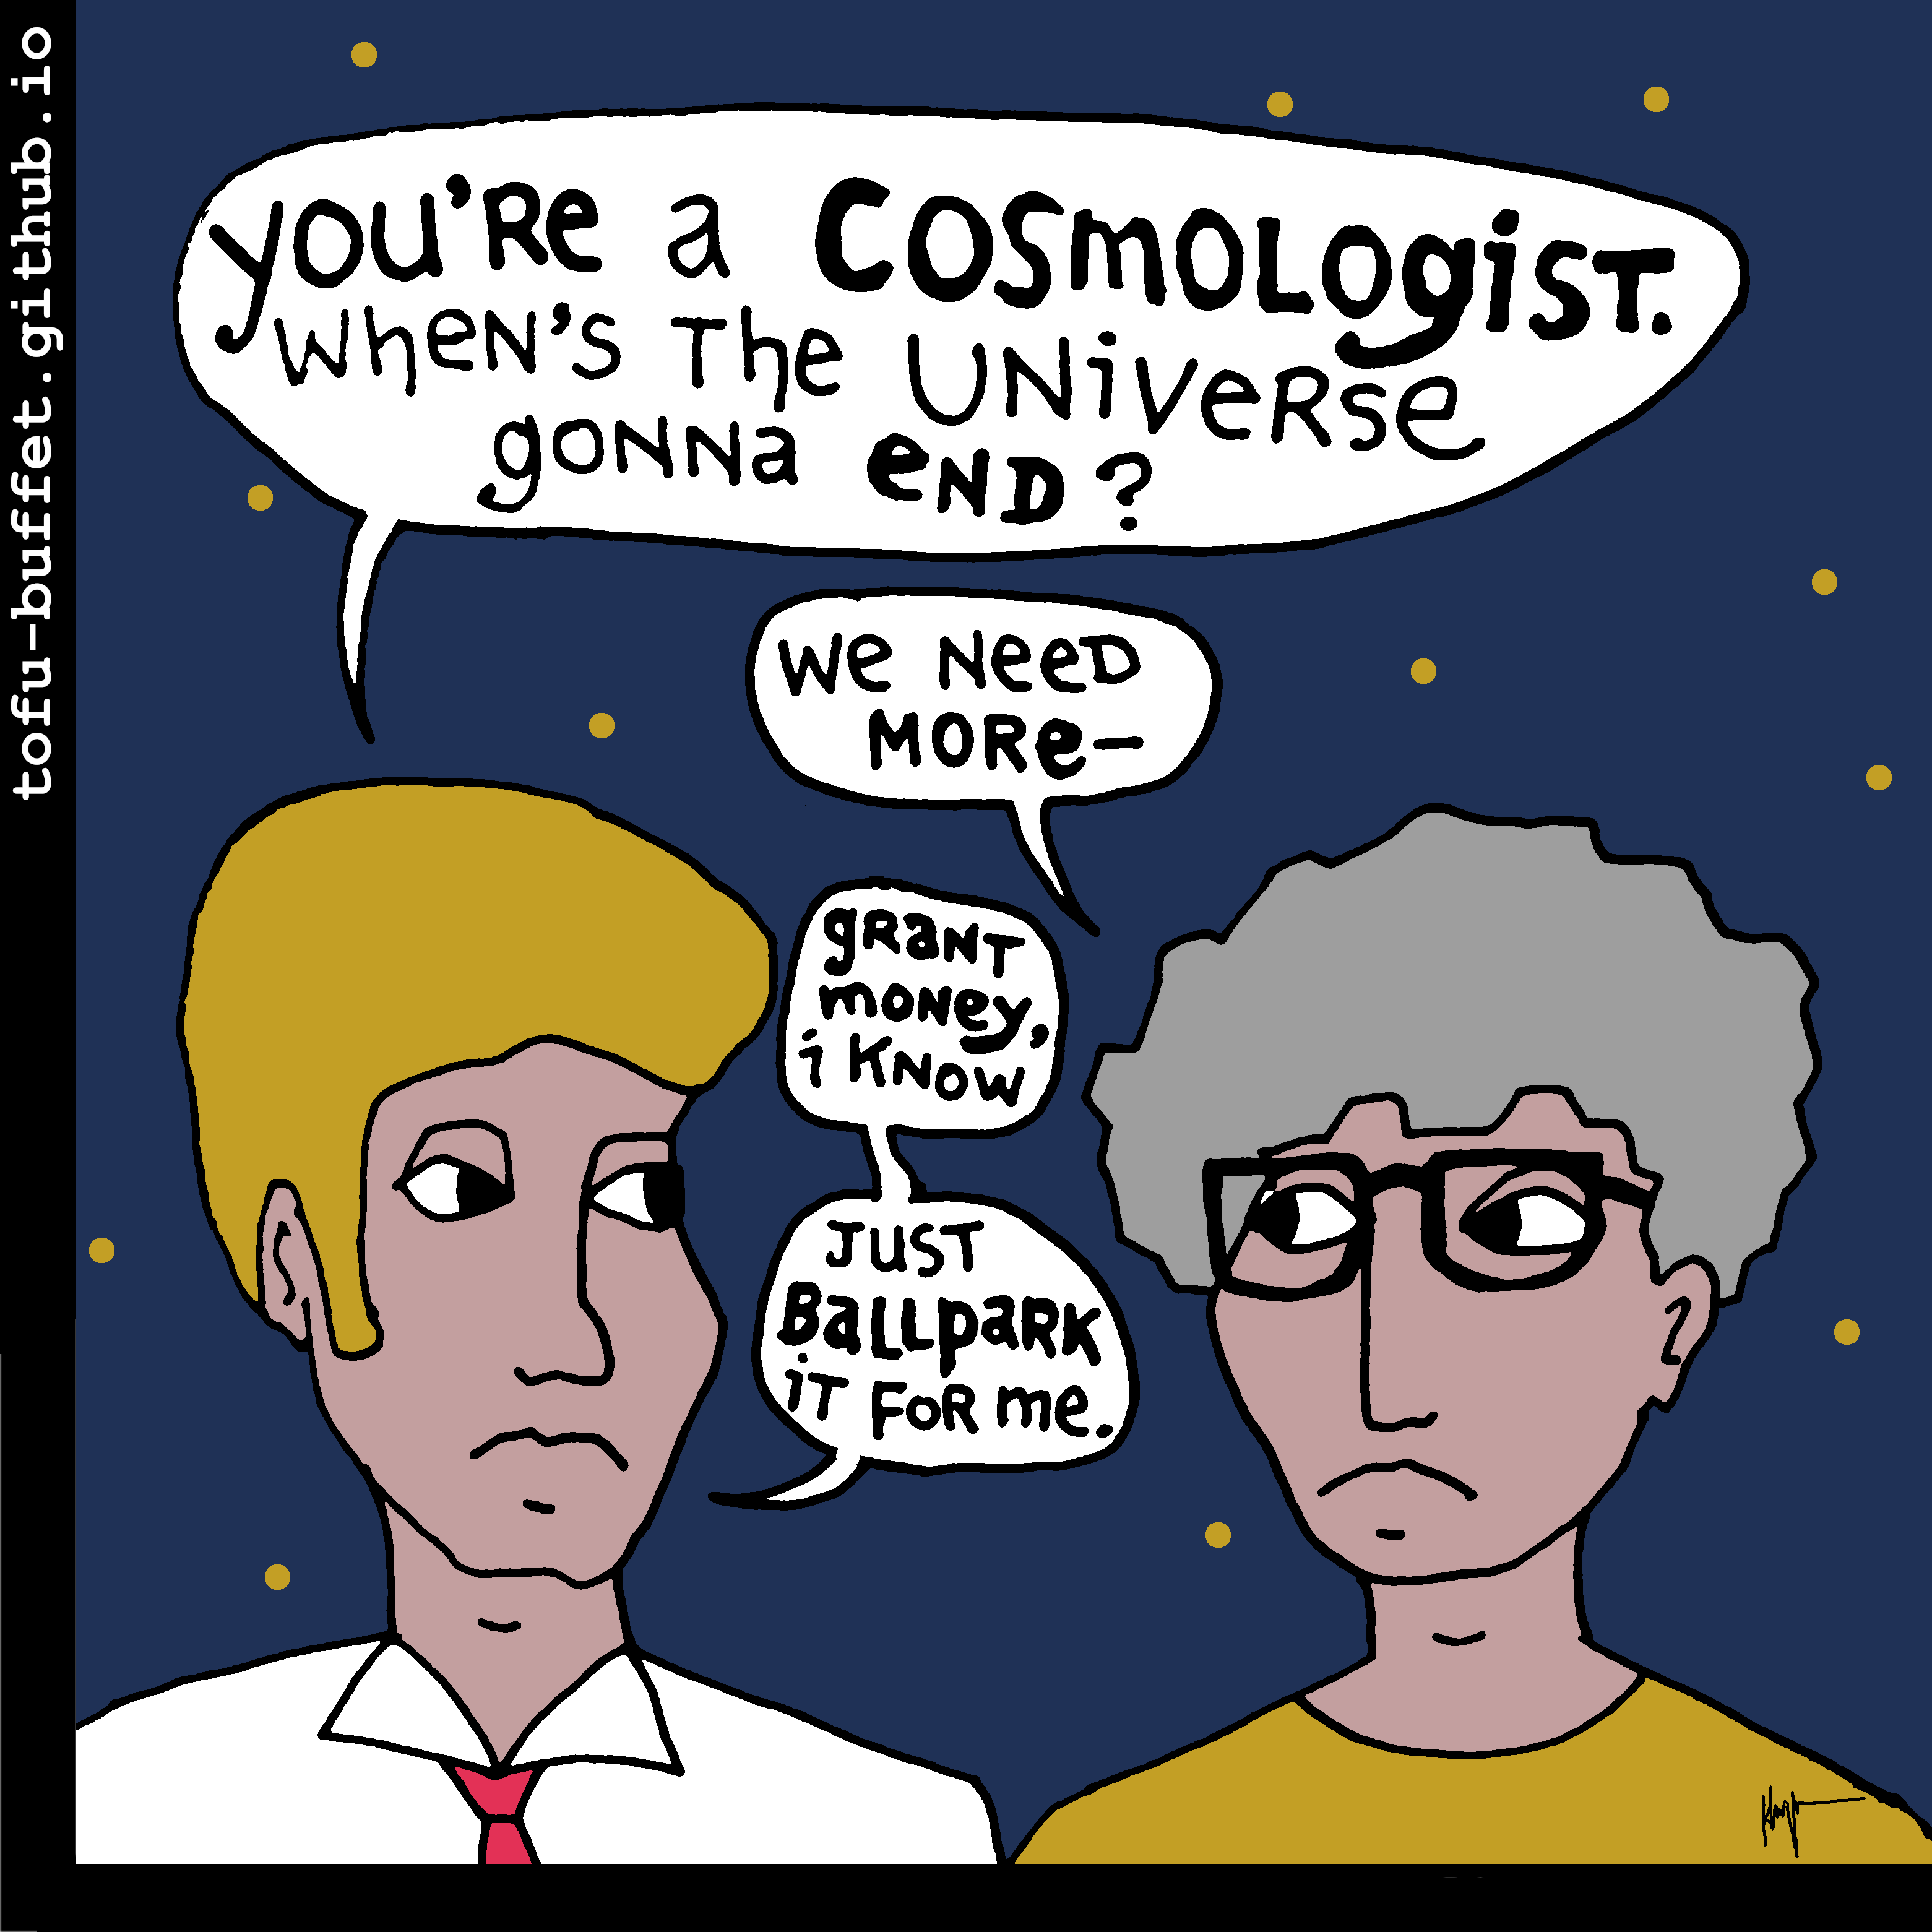 tofu-buffet.github.io
You're a Cosmologist.
When's The Universe
gonna end?
We need
more—
grant
money,
i know
Just
Ballpark
it for me.